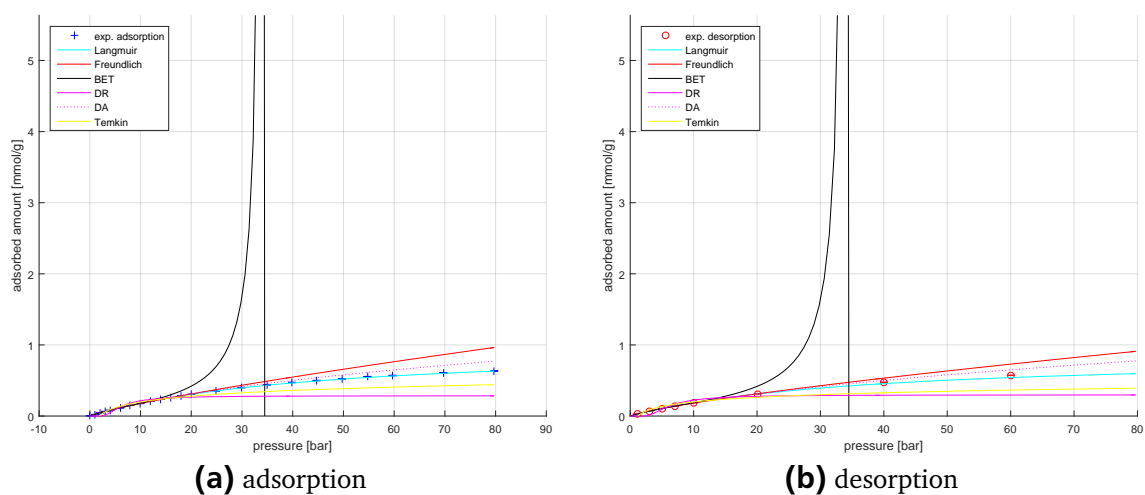 exp. adsorption
Langmuir
Freundlich
BET
DR
DA
Temkin
adsorbed amount [mmol/g]
5
4
3
2
1
0
-10 0 10 20 30 40 50 60 70 80 90
pressure [bar]
(a) adsorption
exp. desorption
Langmuir
Freundlich
BET
DR
DA
Temkin
adsorbed amount [mmol/g]
5
4
3
2
1
0
0 10 20 30 40 50 60 70 80
pressure [bar]
(b) desorption